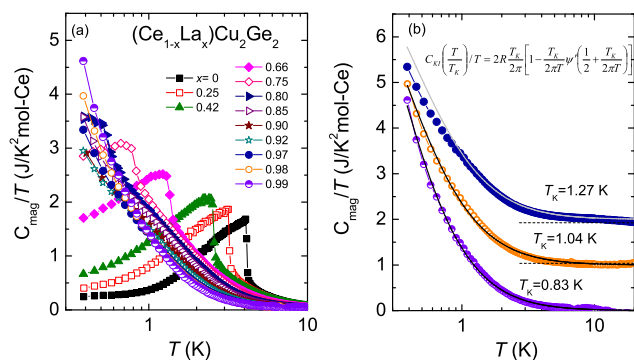 (a)
(Ce1-xLax)Cu2Ge2
x= 0
0.25
0.42
0.66
0.75
0.80
0.85
0.90
0.92
0.97
0.98
0.99
Cmag/T (J/K2mol-Ce)
5
4
3
2
1
0
1
10
T (K)
(b)
CKI(T/TK)/T = 2R TK/2π [1 − TK/2πT ψ'(1/2 + TK/2πT)]
Cmag/T (J/K2mol-Ce)
6
5
4
3
2
1
0
TK=1.27 K
TK=1.04 K
TK=0.83 K
1
10
T (K)